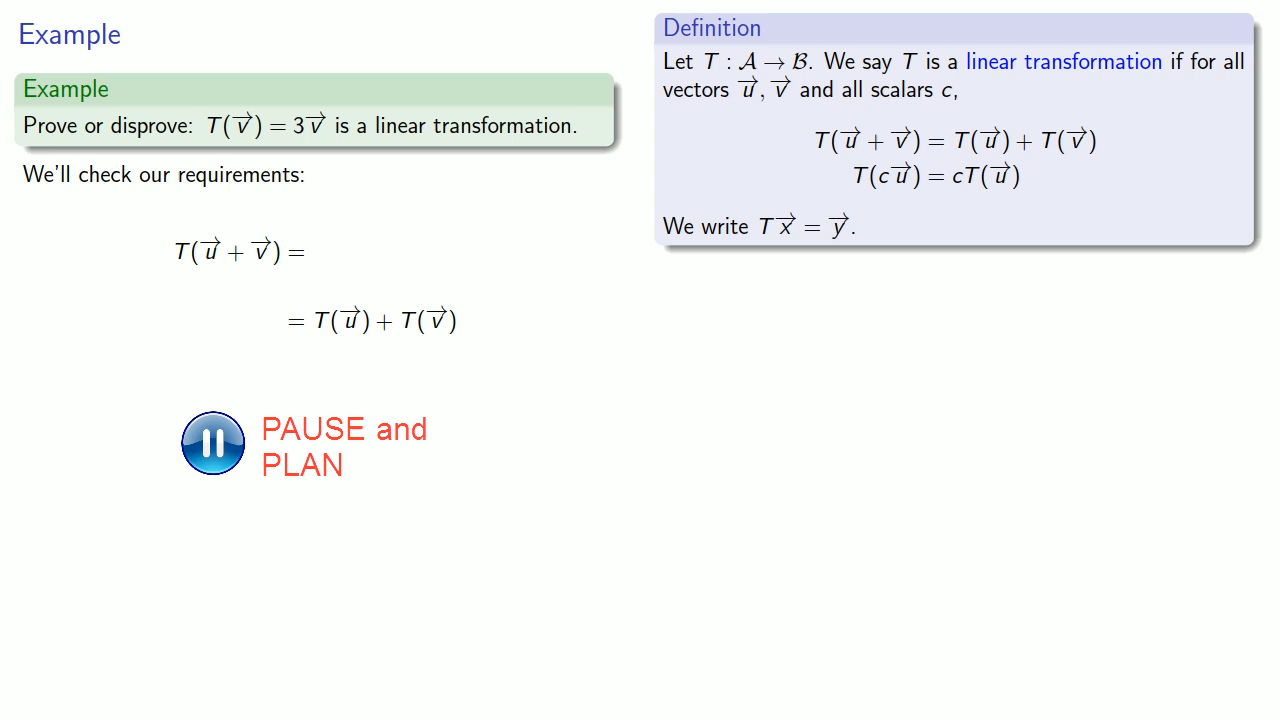 Example
Example
Prove or disprove: T(v⃗) = 3v⃗ is a linear transformation.
We'll check our requirements:
T(u⃗ + v⃗) =
= T(u⃗) + T(v⃗)
PAUSE and
PLAN
Definition
Let T : 𝒜 → ℬ. We say T is a linear transformation if for all
vectors u⃗, v⃗ and all scalars c,
T(u⃗ + v⃗) = T(u⃗) + T(v⃗)
T(cu⃗) = cT(u⃗)
We write Tx⃗ = y⃗.